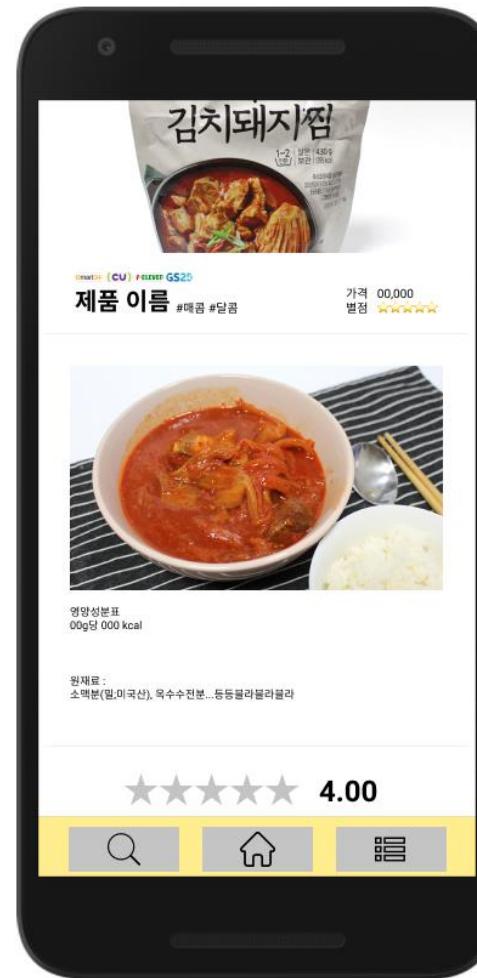 김치돼지찜
1-2
emart24 CU 7-ELEVEN GS25
제품 이름 #매콤 #달콤
가격 00,000
별점
영양성분표
00g당 000 kcal
원재료 :
소맥분(밀;미국산), 옥수수전분...등등블라블라블라
4.00